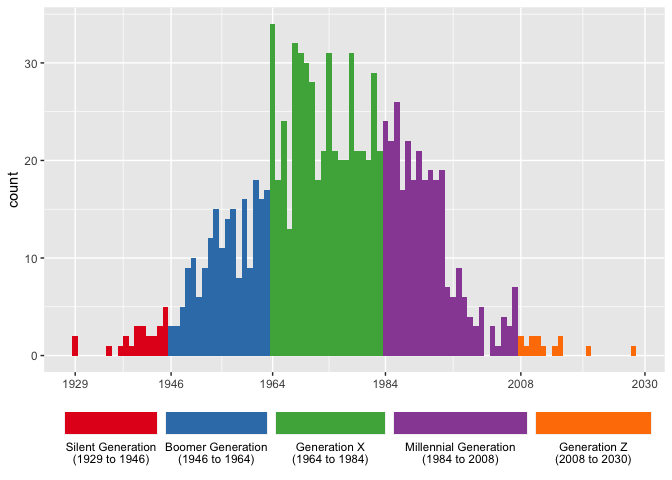 count
30
20
10
0
1929 1946 1964 1984 2008 2030
Silent Generation Boomer Generation Generation X Millennial Generation Generation Z
(1929 to 1946) (1946 to 1964) (1964 to 1984) (1984 to 2008) (2008 to 2030)